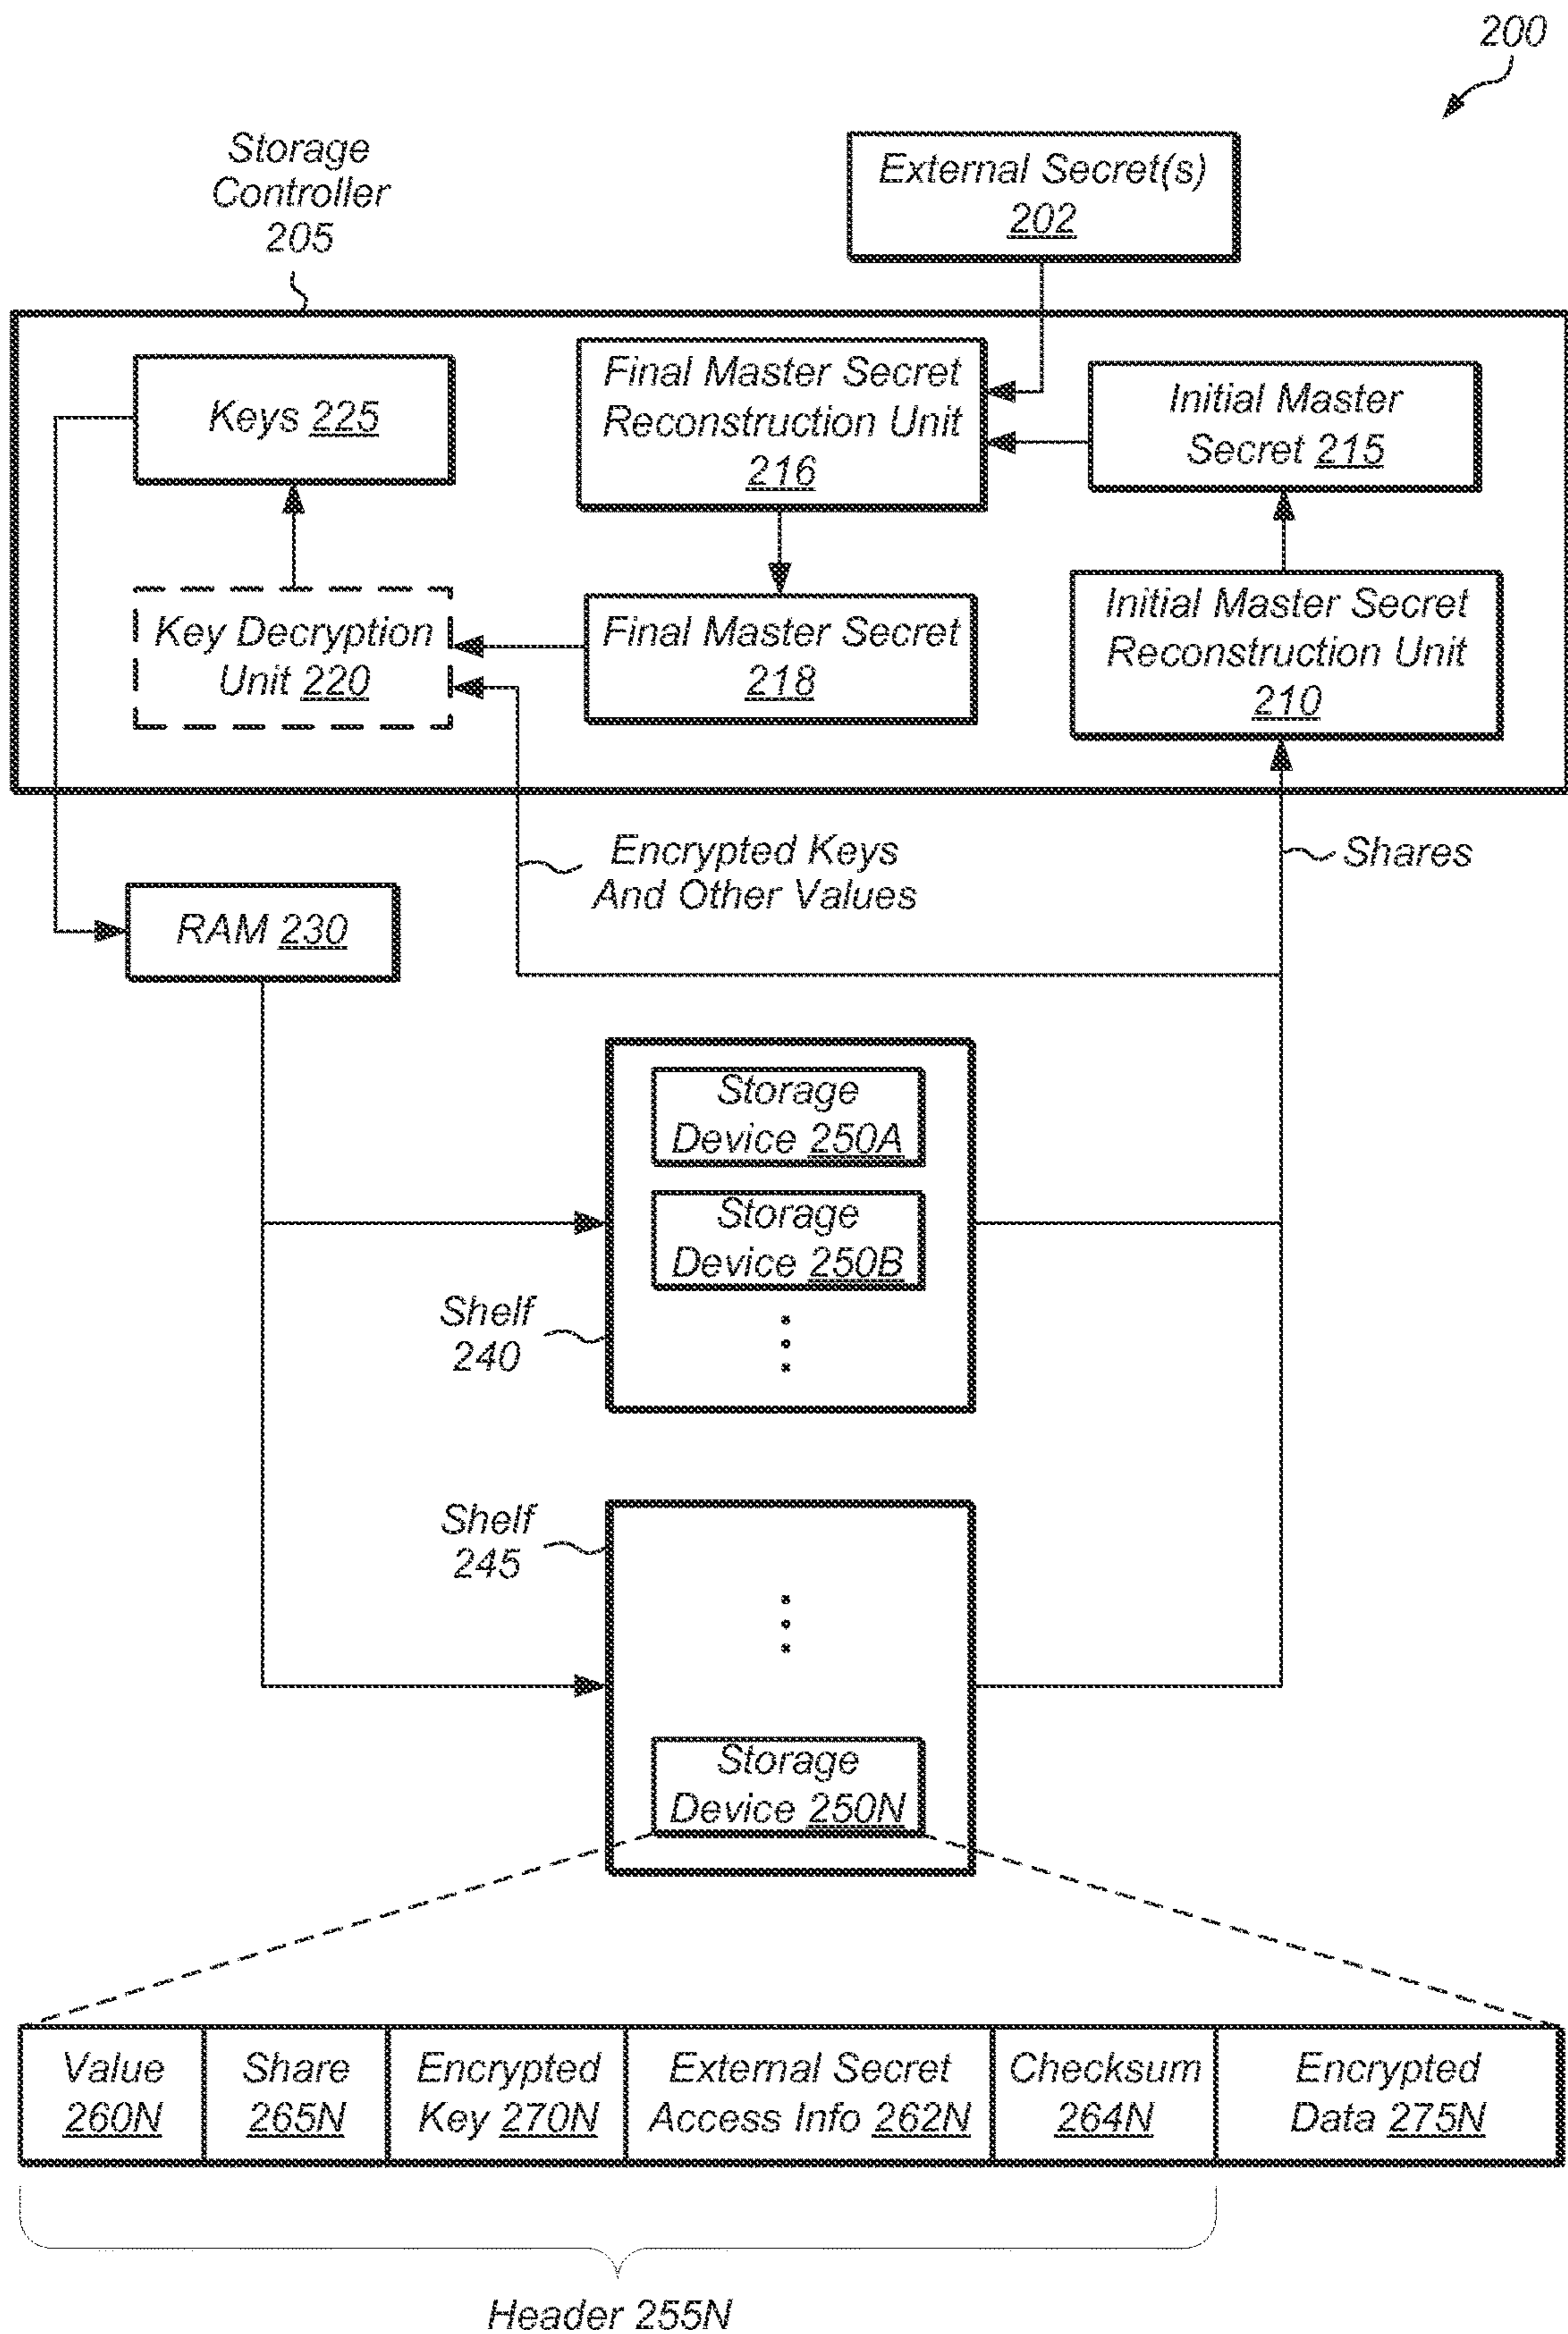 200
Storage
Controller
205
External Secret(s)
202
Keys 225
Final Master Secret
Reconstruction Unit
216
Initial Master
Secret 215
Key Decryption
Unit 220
Final Master Secret
218
Initial Master Secret
Reconstruction Unit
210
Encrypted Keys
And Other Values
Shares
RAM 230
Storage
Device 250A
Storage
Device 250B
Shelf
240
Shelf
245
Storage
Device 250N
Value
260N
Share
265N
Encrypted
Key 270N
External Secret
Access Info 262N
Checksum
264N
Encrypted
Data 275N
Header 255N